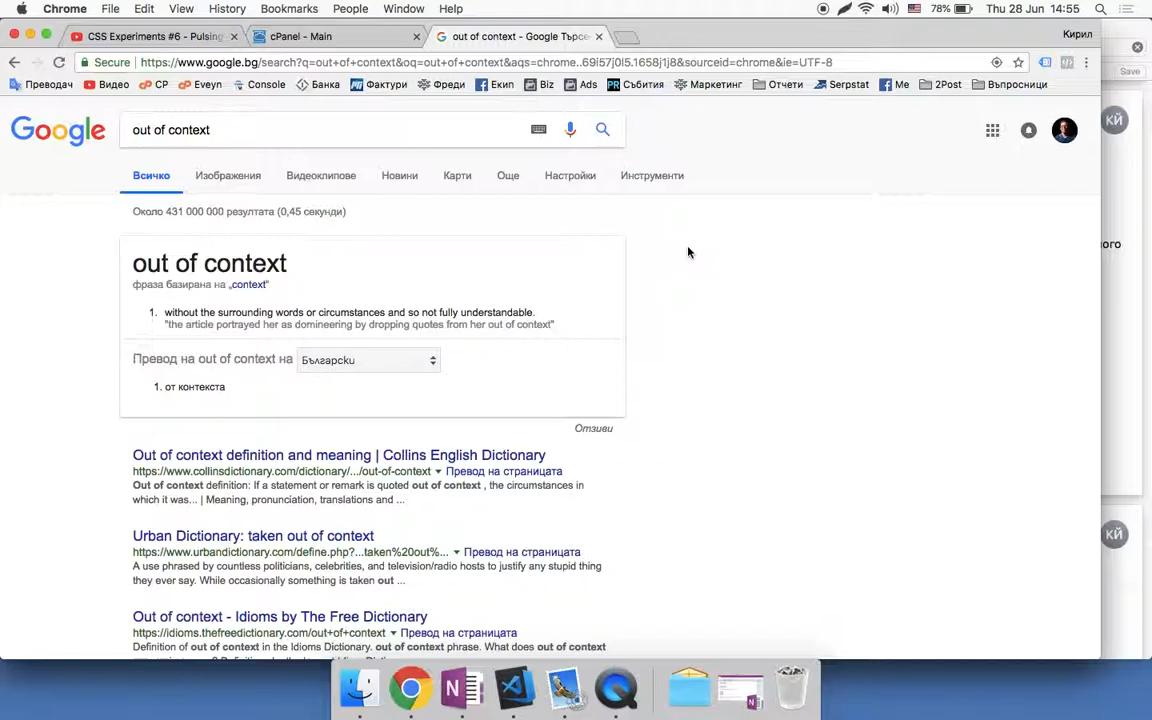 Chrome File Edit View History Bookmarks People Window Help 78% Thu 28 Jun 14:55
CSS Experiments #6 - Pulsing
cPanel - Main
out of context - Google Търсе
Кирил
Secure https://www.google.bg/search?q=out+of+context&oq=out+of+context&aqs=chrome..69i57j0l5.1658j1j8&sourceid=chrome&ie=UTF-8
Save
Преводач Видео CP Eveyn Console Банка Фактури Фреди Екип Biz Ads PR Събития Маркетинг Отчети Serpstat Me 2Post Въпросници
Google
out of context
КЙ
Всичко Изображения Видеоклипове Новини Карти Още Настройки Инструменти
Около 431 000 000 резултата (0,45 секунди)
ого
out of context
фраза базирана на „context“
1. without the surrounding words or circumstances and so not fully understandable.
"the article portrayed her as domineering by dropping quotes from her out of context"
Превод на out of context на Български
1. от контекста
Отзиви
Out of context definition and meaning | Collins English Dictionary
https://www.collinsdictionary.com/dictionary/.../out-of-context Превод на страницата
Out of context definition: If a statement or remark is quoted out of context , the circumstances in
which it was... | Meaning, pronunciation, translations and ...
Urban Dictionary: taken out of context
https://www.urbandictionary.com/define.php?...taken%20out%... Превод на страницата
КЙ
A use phrased by countless politicians, celebrities, and television/radio hosts to justify any stupid thing
they ever say. While occasionally something is taken out ...
Out of context - Idioms by The Free Dictionary
https://idioms.thefreedictionary.com/out+of+context Превод на страницата
Definition of out of context in the Idioms Dictionary. out of context phrase. What does out of context